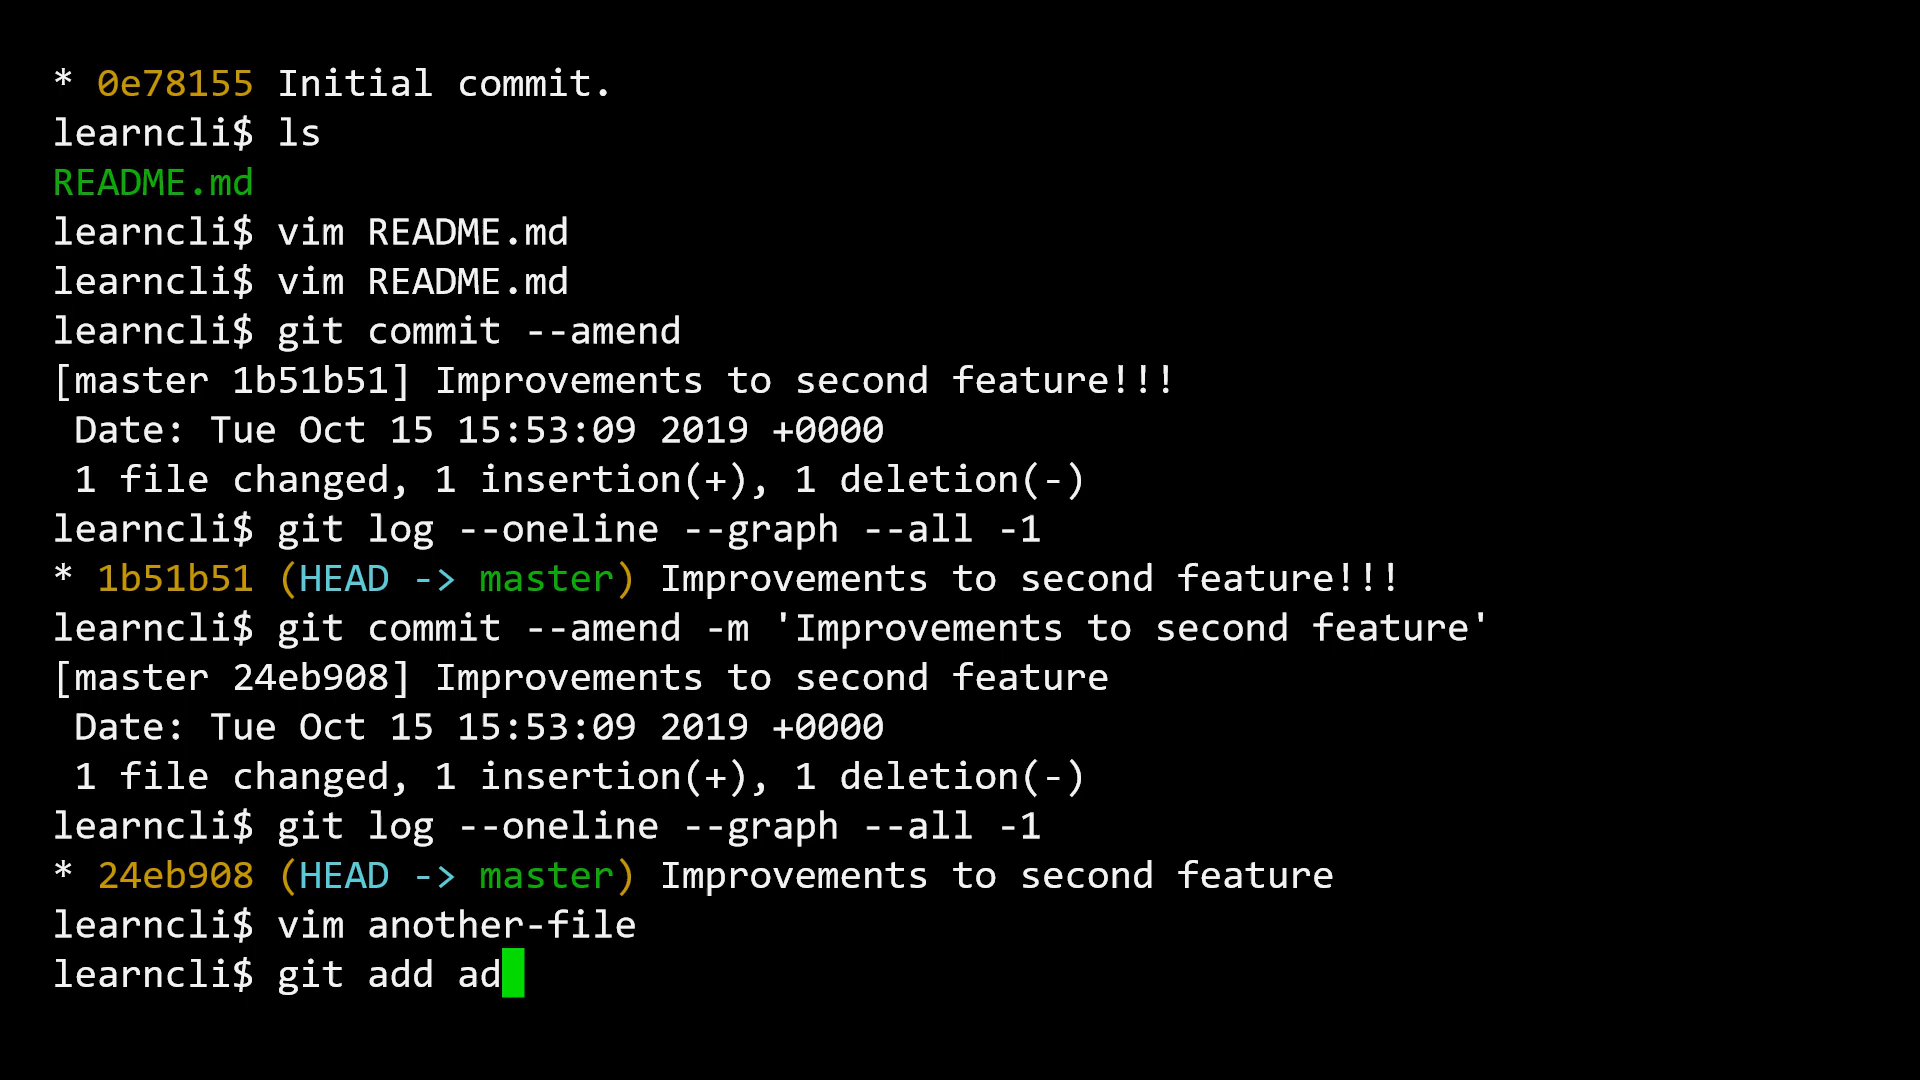 * 0e78155 Initial commit.
learncli$ ls
README.md
learncli$ vim README.md
learncli$ vim README.md
learncli$ git commit --amend
[master 1b51b51] Improvements to second feature!!!
 Date: Tue Oct 15 15:53:09 2019 +0000
 1 file changed, 1 insertion(+), 1 deletion(-)
learncli$ git log --oneline --graph --all -1
* 1b51b51 (HEAD -> master) Improvements to second feature!!!
learncli$ git commit --amend -m 'Improvements to second feature'
[master 24eb908] Improvements to second feature
 Date: Tue Oct 15 15:53:09 2019 +0000
 1 file changed, 1 insertion(+), 1 deletion(-)
learncli$ git log --oneline --graph --all -1
* 24eb908 (HEAD -> master) Improvements to second feature
learncli$ vim another-file
learncli$ git add ad